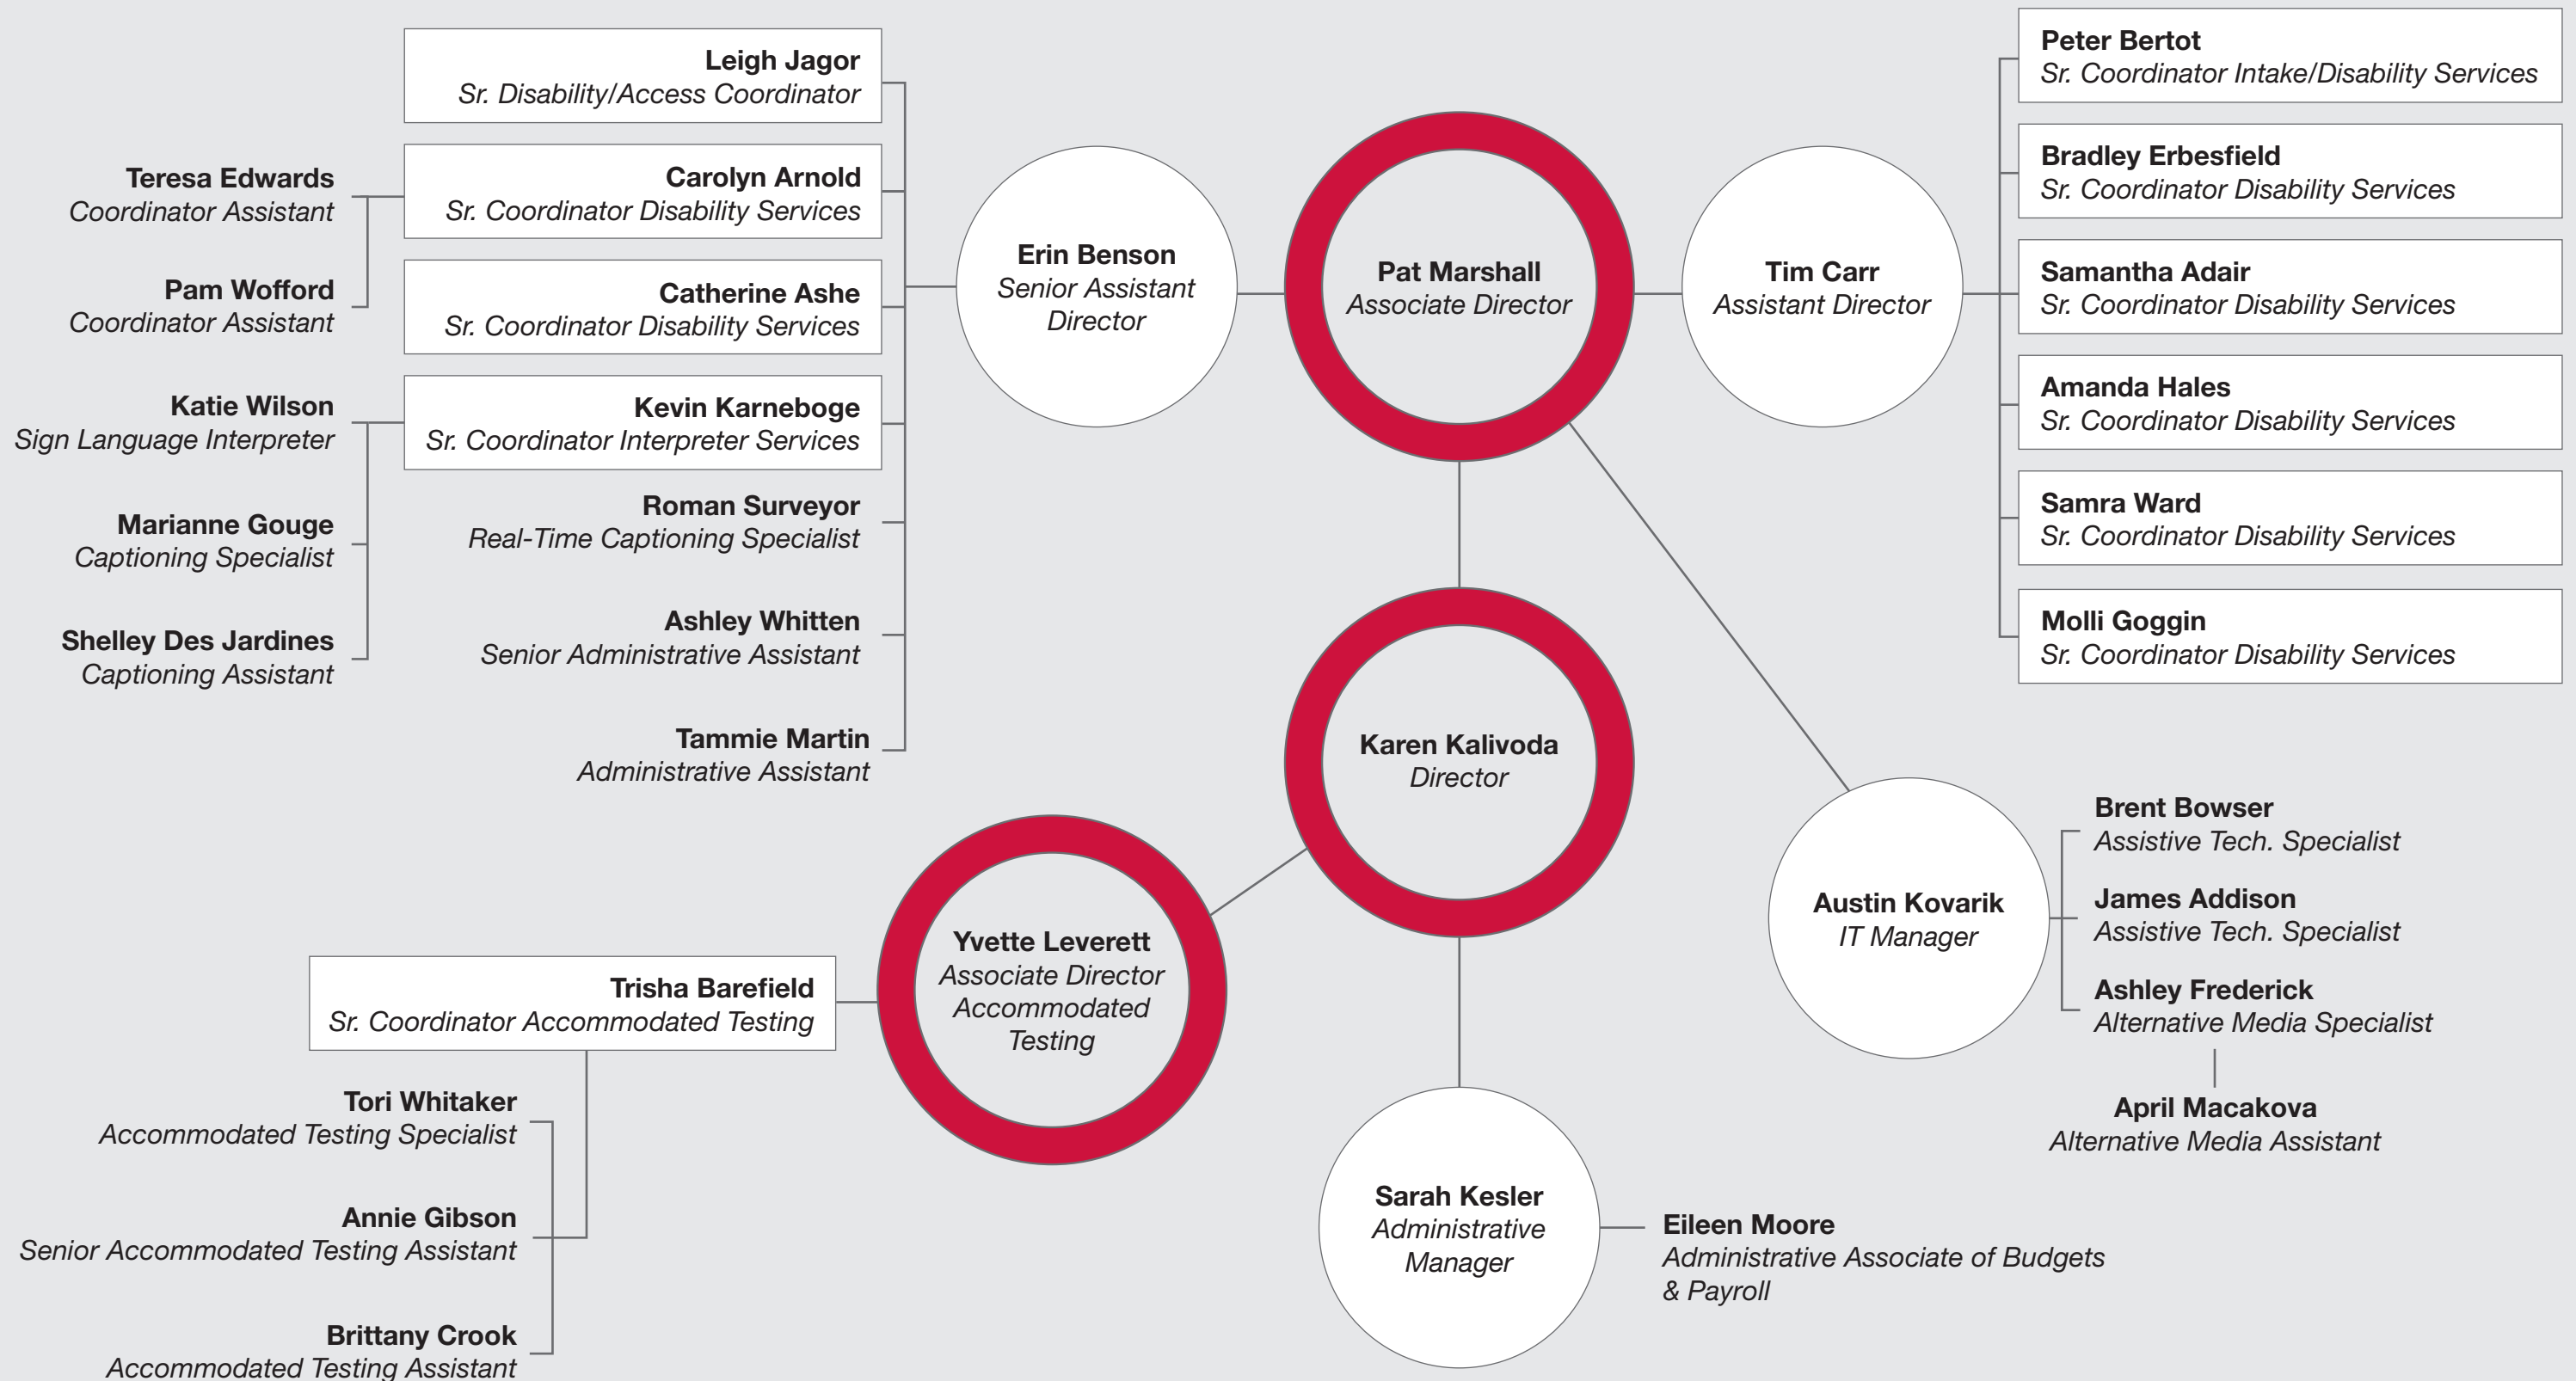 Leigh Jagor
Sr. Disability/Access Coordinator
Carolyn Arnold
Sr. Coordinator Disability Services
Teresa Edwards
Coordinator Assistant
Pam Wofford
Coordinator Assistant
Catherine Ashe
Sr. Coordinator Disability Services
Kevin Karneboge
Sr. Coordinator Interpreter Services
Katie Wilson
Sign Language Interpreter
Marianne Gouge
Captioning Specialist
Shelley Des Jardines
Captioning Assistant
Roman Surveyor
Real-Time Captioning Specialist
Ashley Whitten
Senior Administrative Assistant
Tammie Martin
Administrative Assistant
Erin Benson
Senior Assistant
Director
Pat Marshall
Associate Director
Tim Carr
Assistant Director
Peter Bertot
Sr. Coordinator Intake/Disability Services
Bradley Erbesfield
Sr. Coordinator Disability Services
Samantha Adair
Sr. Coordinator Disability Services
Amanda Hales
Sr. Coordinator Disability Services
Samra Ward
Sr. Coordinator Disability Services
Molli Goggin
Sr. Coordinator Disability Services
Karen Kalivoda
Director
Yvette Leverett
Associate Director
Accommodated
Testing
Trisha Barefield
Sr. Coordinator Accommodated Testing
Tori Whitaker
Accommodated Testing Specialist
Annie Gibson
Senior Accommodated Testing Assistant
Brittany Crook
Accommodated Testing Assistant
Austin Kovarik
IT Manager
Brent Bowser
Assistive Tech. Specialist
James Addison
Assistive Tech. Specialist
Ashley Frederick
Alternative Media Specialist
April Macakova
Alternative Media Assistant
Sarah Kesler
Administrative
Manager
Eileen Moore
Administrative Associate of Budgets
& Payroll